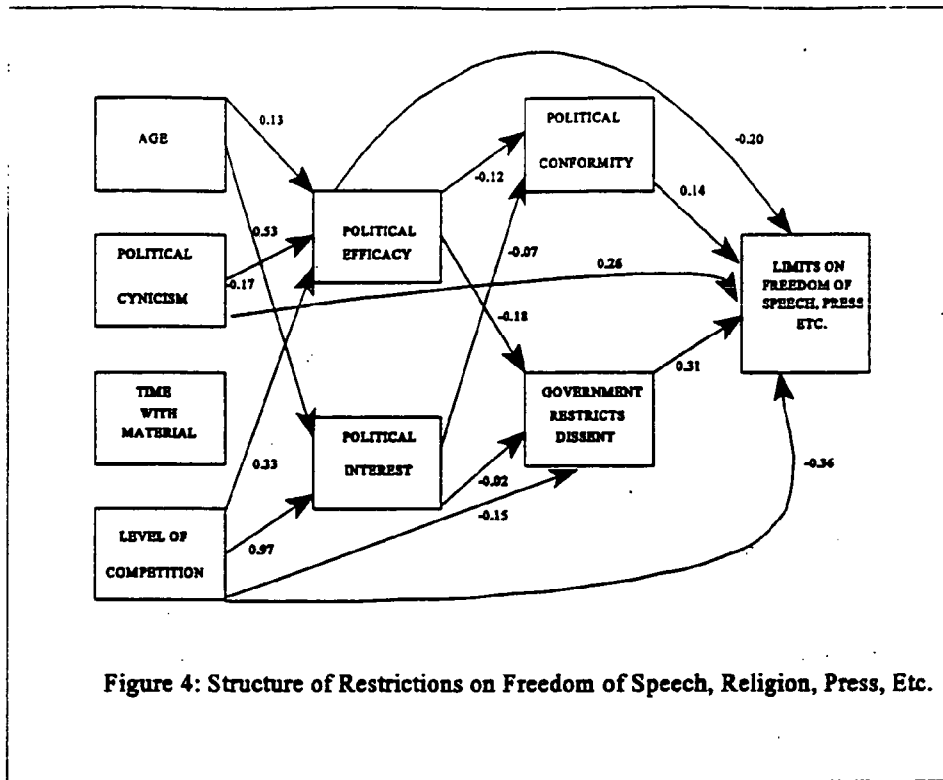 AGE
POLITICAL
CYNICISM
TIME
WITH
MATERIAL
LEVEL OF
COMPETITION
0.13
0.53
-0.17
0.33
0.97
POLITICAL
EFFICACY
POLITICAL
INTEREST
-0.12
-0.07
0.26
-0.18
-0.02
-0.15
POLITICAL
CONFORMITY
GOVERNMENT
RESTRICTS
DISSENT
-0.20
0.14
0.31
-0.36
LIMITS ON
FREEDOM OF
SPEECH, PRESS
ETC.
Figure 4: Structure of Restrictions on Freedom of Speech, Religion, Press, Etc.